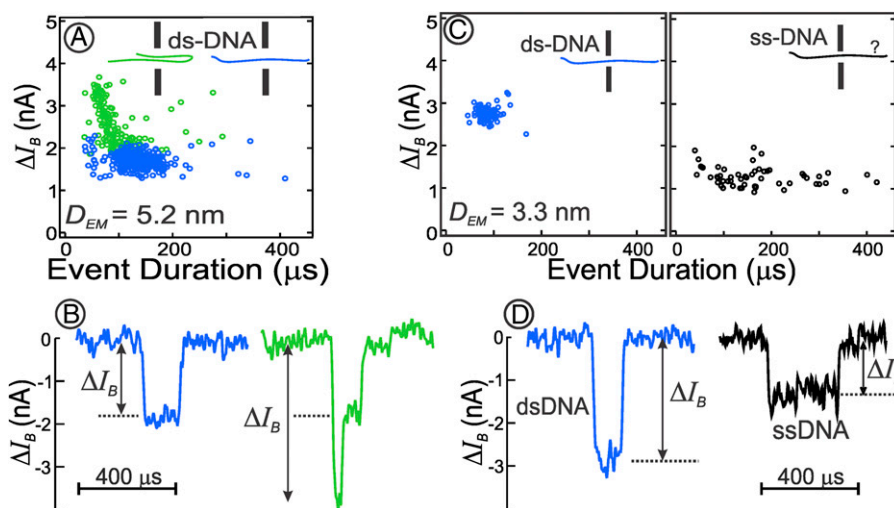 A
ds-DNA
5
4
3
2
1
0
ΔI_B (nA)
D_EM = 5.2 nm
0 200 400
Event Duration (μs)
C
ds-DNA
5
4
3
2
1
0
ΔI_B (nA)
D_EM = 3.3 nm
0 200 400
ss-DNA
?
0 200 400
Event Duration (μs)
B
0
-1
-2
-3
ΔI_B (nA)
ΔI_B
ΔI_B
400 μs
D
0
-1
-2
-3
ΔI_B (nA)
dsDNA
ΔI_B
ssDNA
ΔI
400 μs